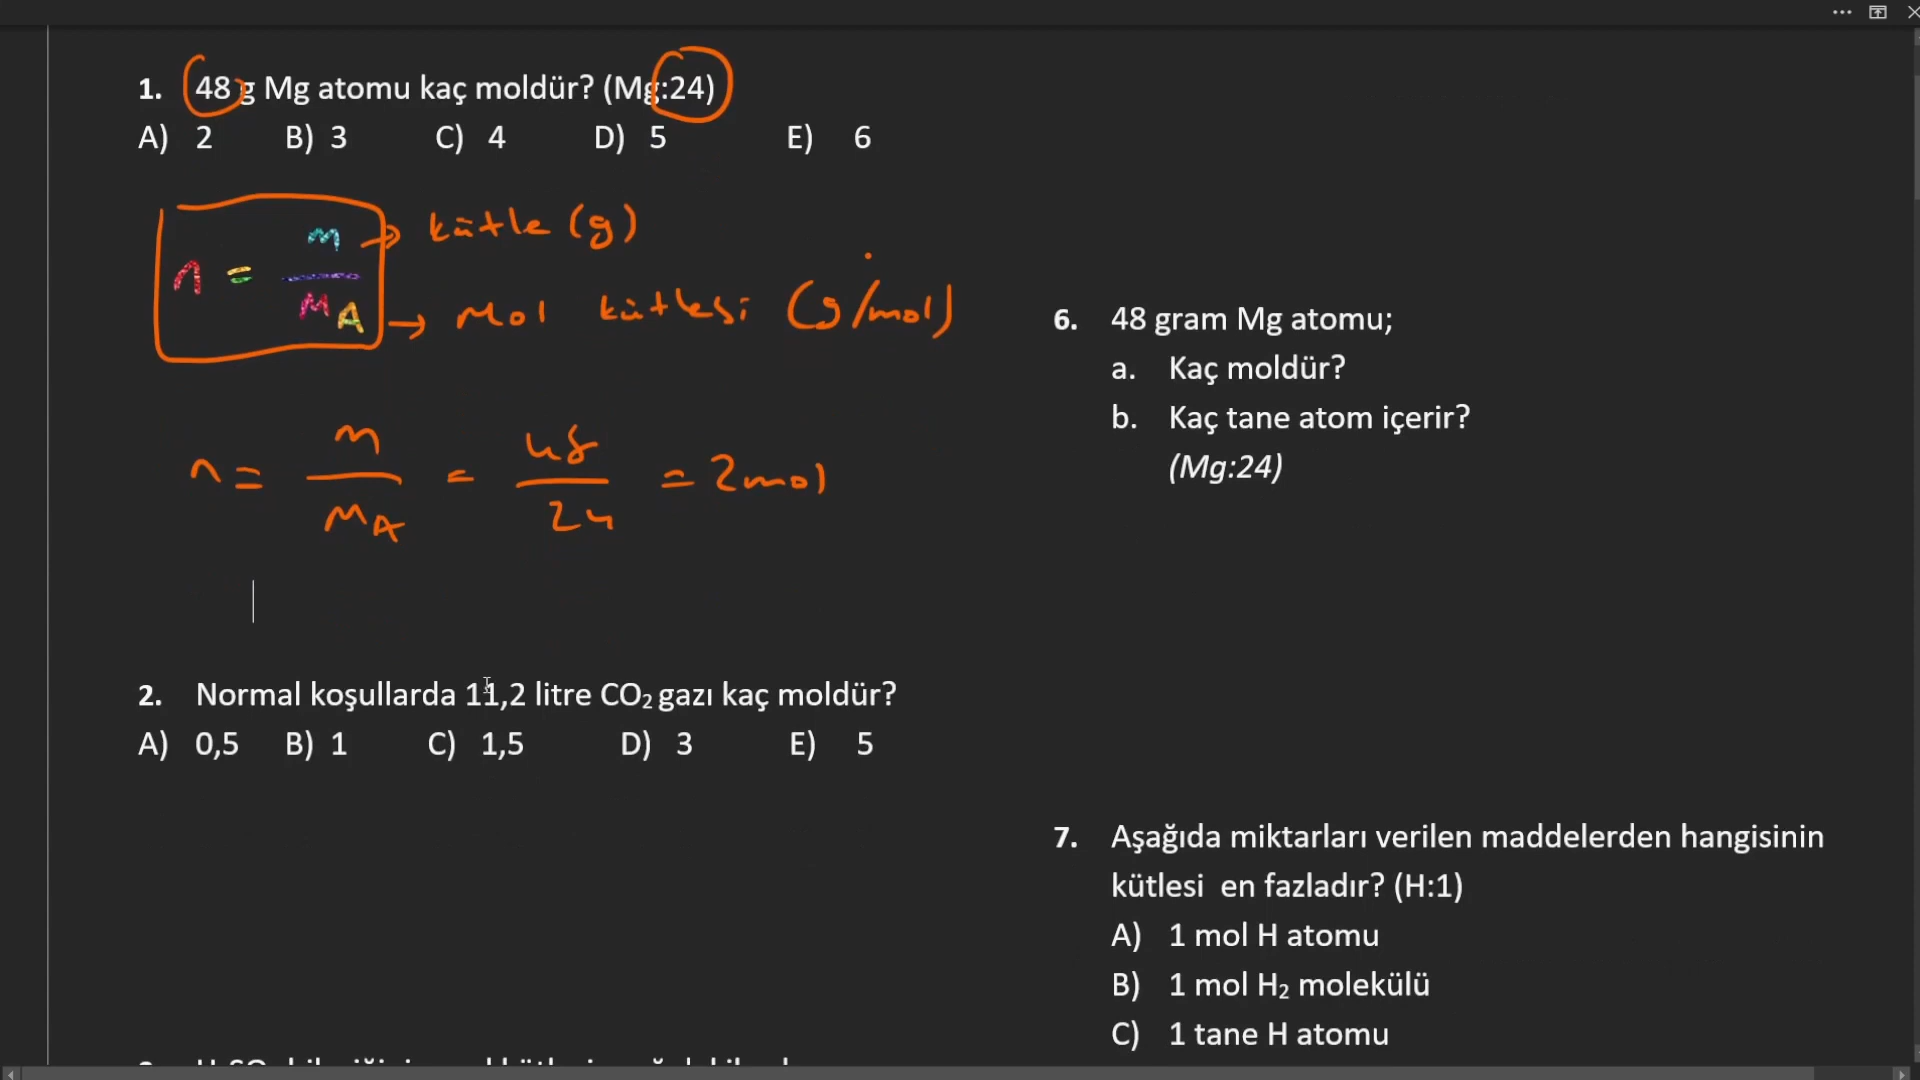 1. 48 g Mg atomu kaç moldür? (Mg:24)
A) 2 B) 3 C) 4 D) 5 E) 6
n = m / MA
→ kütle (g)
→ Mol kütlesi (g/mol)
n = m / MA = 48 / 24 = 2 mol
2. Normal koşullarda 11,2 litre CO₂ gazı kaç moldür?
A) 0,5 B) 1 C) 1,5 D) 3 E) 5
6. 48 gram Mg atomu;
a. Kaç moldür?
b. Kaç tane atom içerir?
(Mg:24)
7. Aşağıda miktarları verilen maddelerden hangisinin
kütlesi en fazladır? (H:1)
A) 1 mol H atomu
B) 1 mol H₂ molekülü
C) 1 tane H atomu